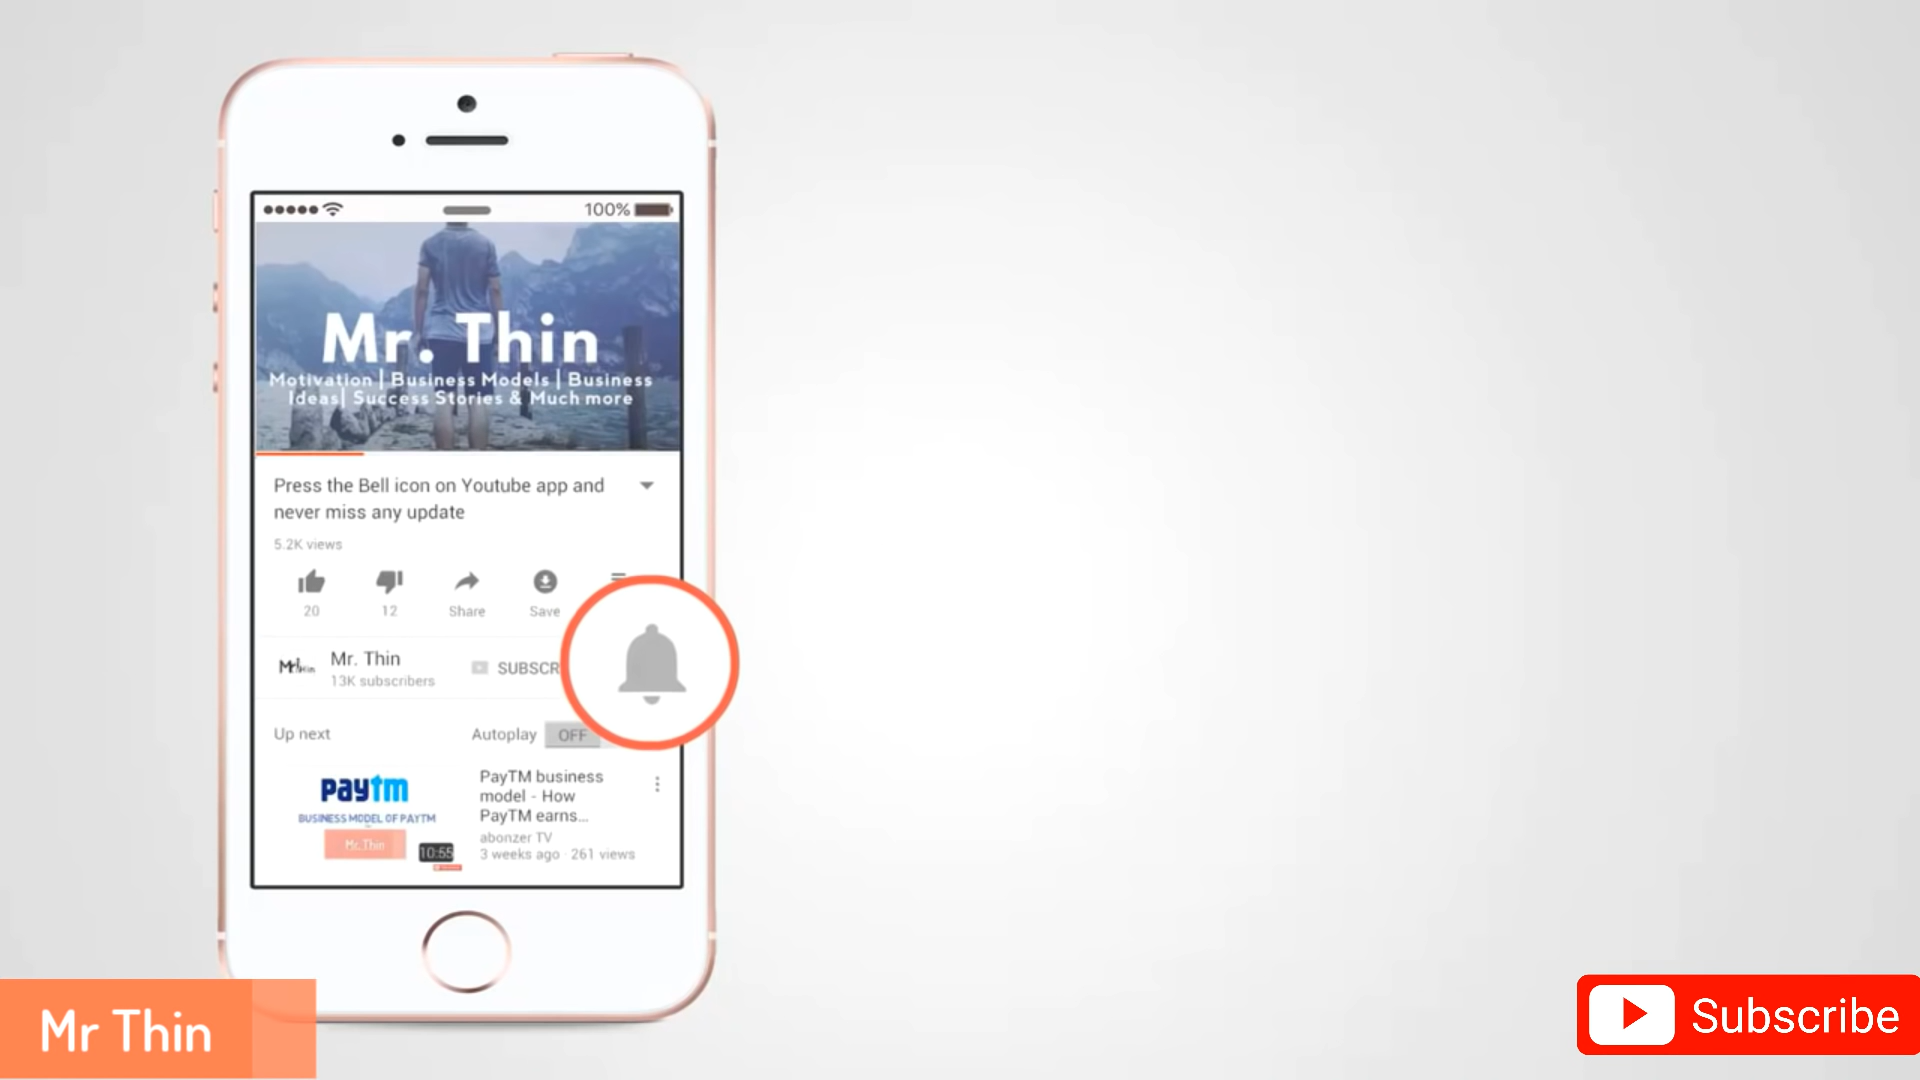 100%
Mr. Thin
Motivation | Business Models | Business
Ideas| Success Stories & Much more
Press the Bell icon on Youtube app and
never miss any update
5.2K views
20
12
Share
Save
Mr. Thin
13K subscribers
SUBSCR
Up next
Autoplay
OFF
paytm
BUSINESS MODEL OF PAYTM
Mr.Thin
10:55
PayTM business
model - How
PayTM earns...
abonzer TV
3 weeks ago · 261 views
Mr Thin
Subscribe